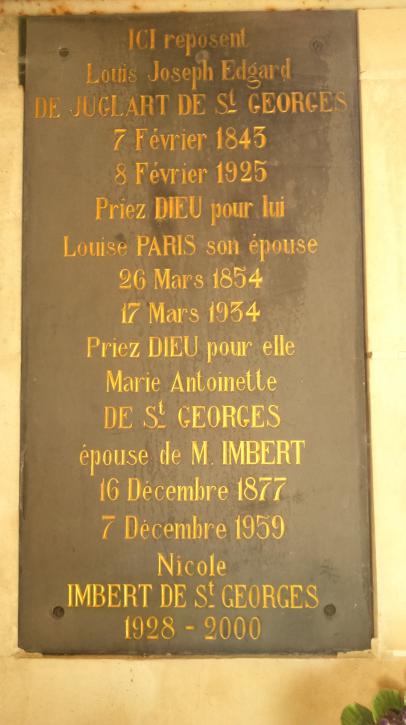 ICI reposent
Louis Joseph Edgard
DE JUGLART DE St GEORGES
7 Février 1843
8 Février 1925
Priez DIEU pour lui
Louise PARIS son épouse
26 Mars 1854
17 Mars 1934
Priez DIEU pour elle
Marie Antoinette
DE St GEORGES
épouse de M. IMBERT
16 Décembre 1877
7 Décembre 1959
Nicole
IMBERT DE St GEORGES
1928 - 2000